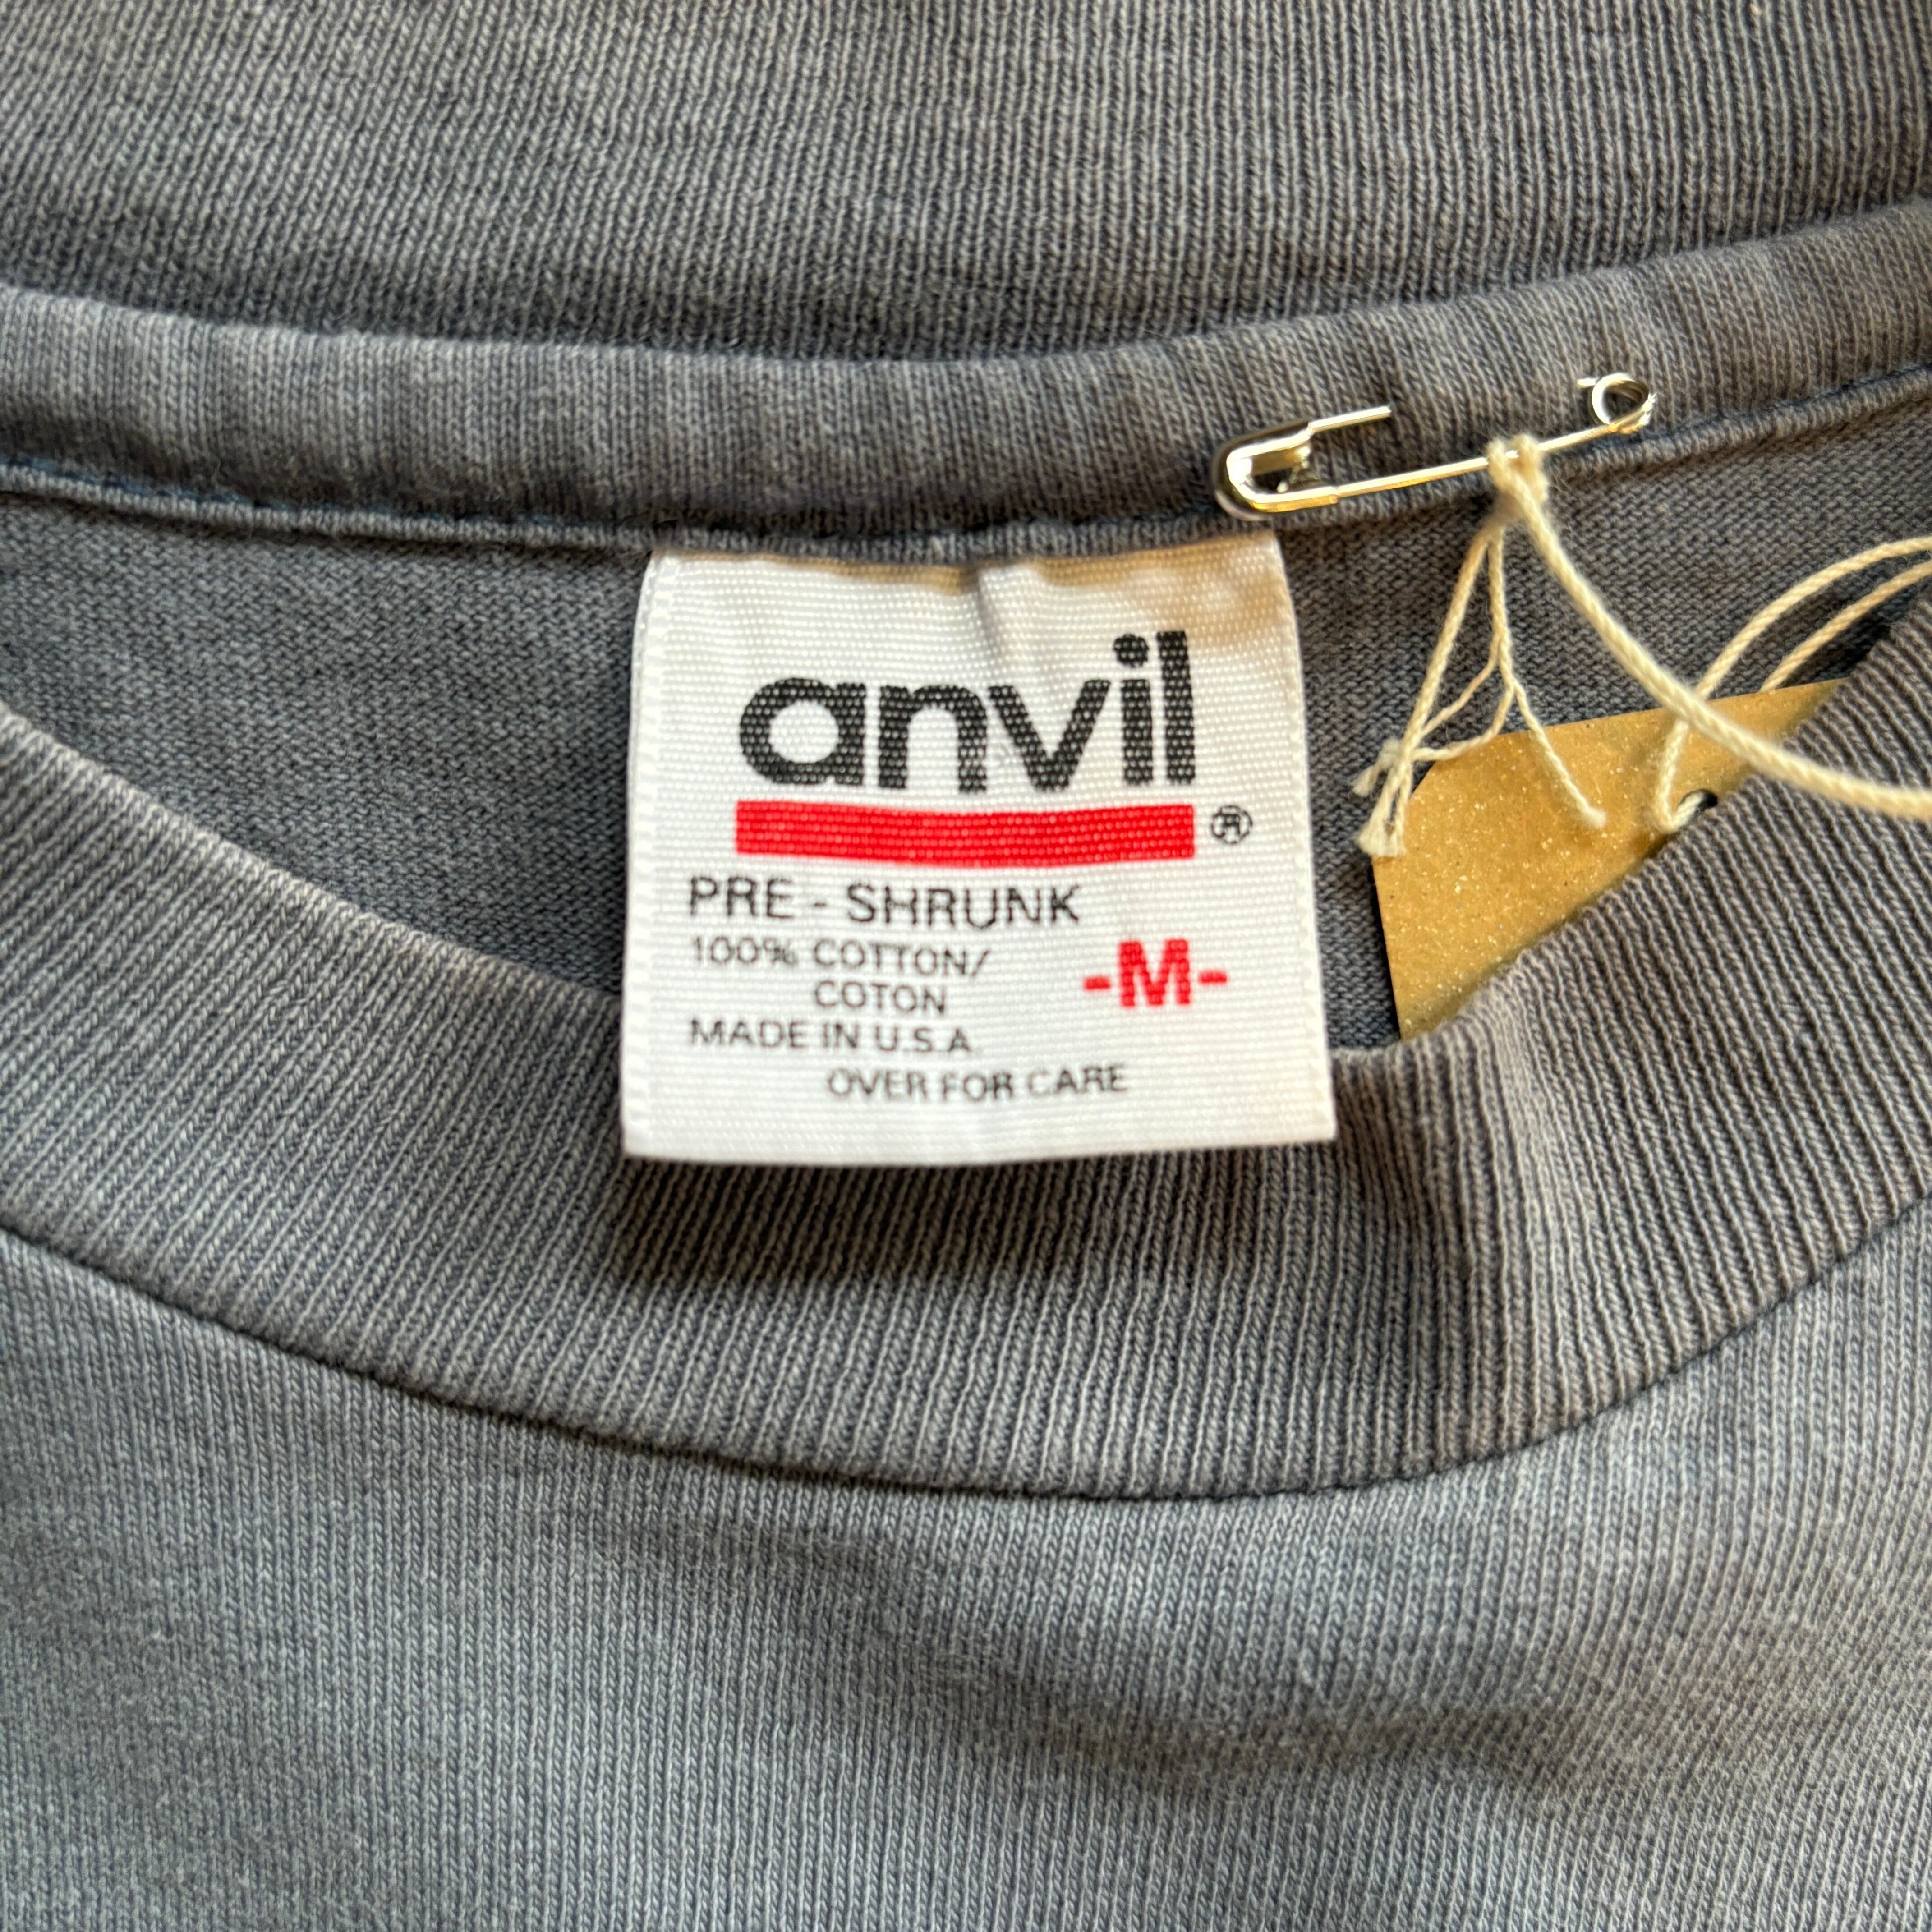 anvil
®
PRE - SHRUNK
100% COTTON/
COTON
-M-
MADE IN U.S.A.
OVER FOR CARE